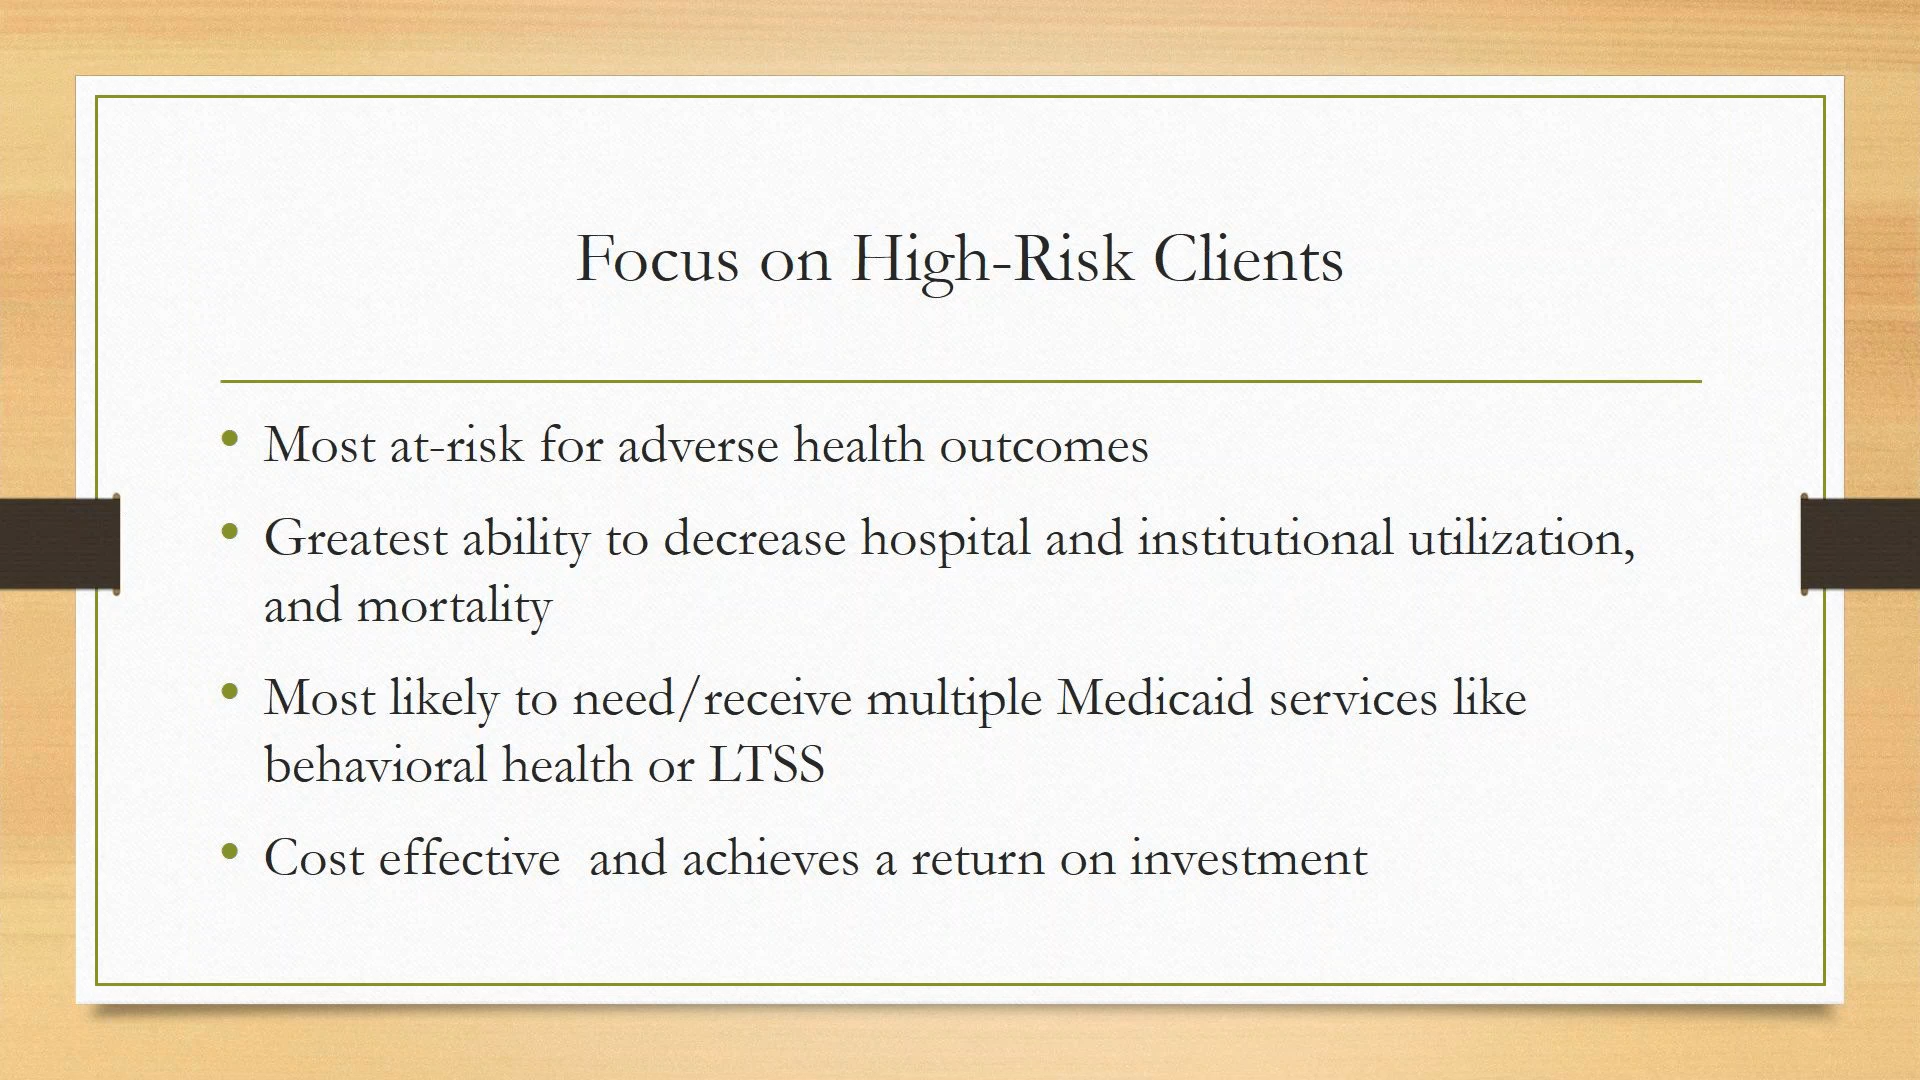 Focus on High-Risk Clients
• Most at-risk for adverse health outcomes
• Greatest ability to decrease hospital and institutional utilization,
and mortality
• Most likely to need/receive multiple Medicaid services like
behavioral health or LTSS
• Cost effective  and achieves a return on investment